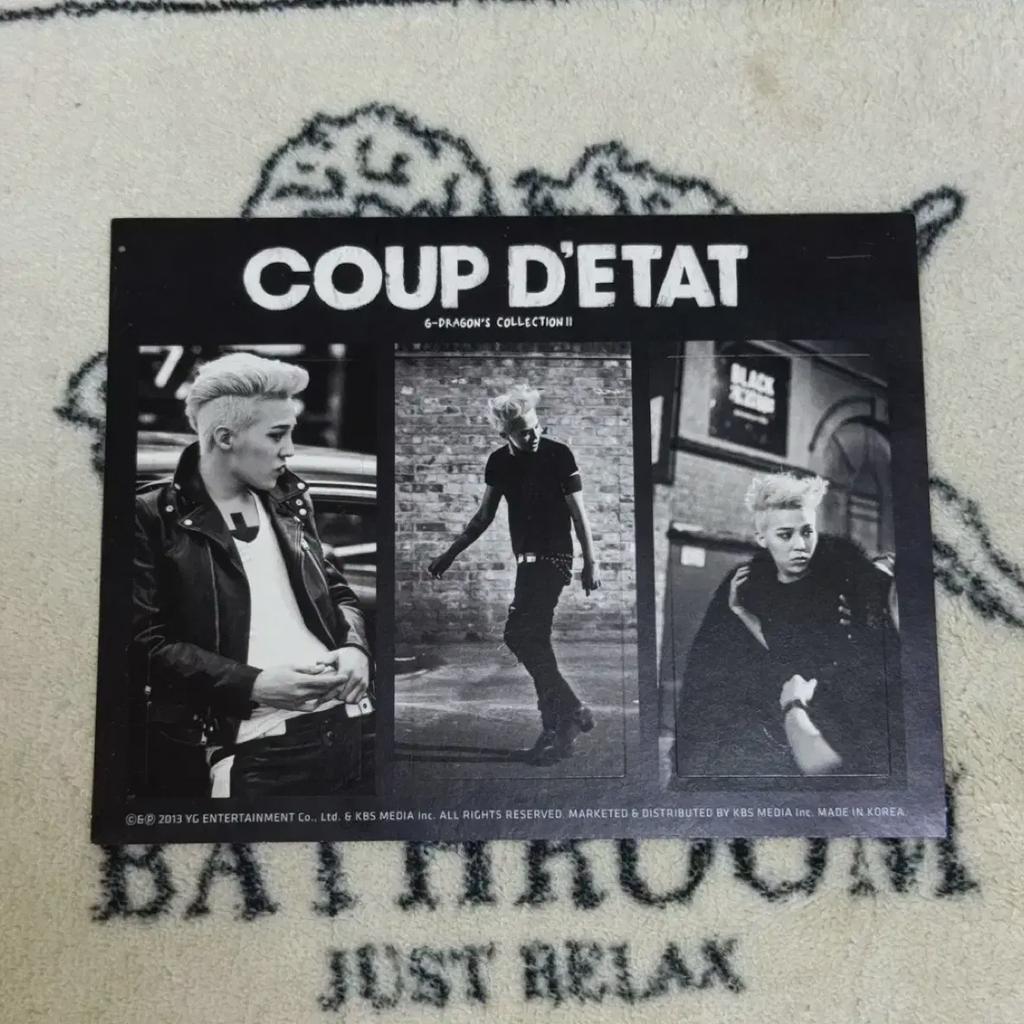 COUP D'ETAT
G-DRAGON'S COLLECTION II
BLACK
©&℗ 2013 YG ENTERTAINMENT Co., Ltd. & KBS MEDIA Inc. ALL RIGHTS RESERVED. MARKETED & DISTRIBUTED BY KBS MEDIA Inc. MADE IN KOREA.
BATHROOM
JUST RELAX